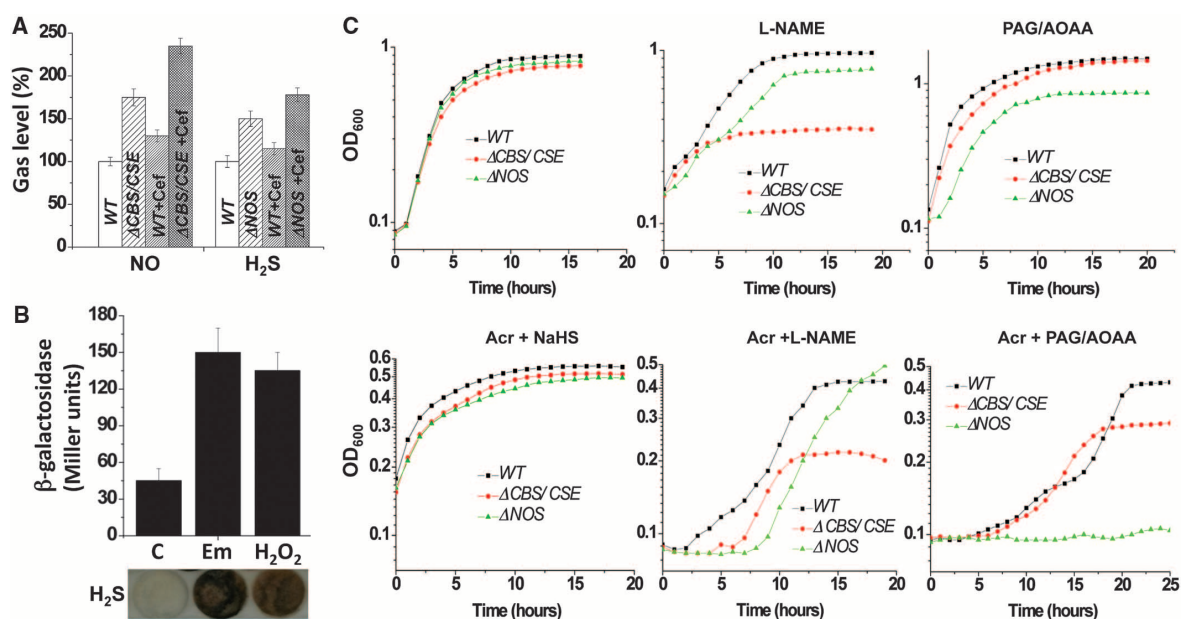 A
Gas level (%)
250
200
150
100
50
0
WT
ΔCBS/CSE
WT+Cef
ΔCBS/CSE +Cef
WT
ΔNOS
WT+Cef
ΔNOS +Cef
NO
H₂S
B
β-galactosidase
(Miller units)
180
150
120
90
60
30
0
C
Em
H₂O₂
H₂S
C
OD₆₀₀
1
0.1
WT
ΔCBS/ CSE
ΔNOS
0
5
10
15
20
Time (hours)
L-NAME
1
0.1
WT
ΔCBS/ CSE
ΔNOS
0
5
10
15
20
Time (hours)
PAG/AOAA
1
0.1
WT
ΔCBS/ CSE
ΔNOS
0
5
10
15
20
Time (hours)
Acr + NaHS
OD₆₀₀
0.6
0.5
0.4
0.3
0.2
0.1
WT
ΔCBS/ CSE
ΔNOS
0
5
10
15
20
Time (hours)
Acr +L-NAME
0.5
0.4
0.3
0.2
0.1
WT
ΔCBS/ CSE
ΔNOS
0
5
10
15
20
Time (hours)
Acr + PAG/AOAA
0.5
0.4
0.3
0.2
0.1
WT
ΔCBS/ CSE
ΔNOS
0
5
10
15
20
25
Time (hours)